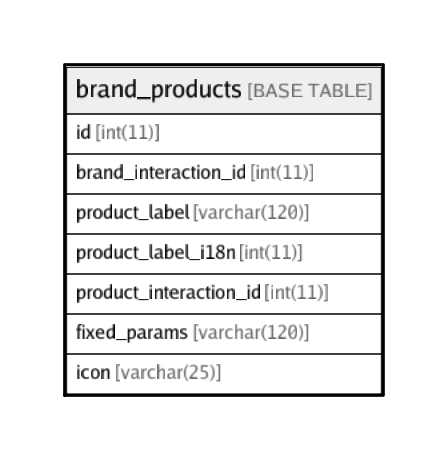 brand_products [BASE TABLE]
id [int(11)]
brand_interaction_id [int(11)]
product_label [varchar(120)]
product_label_i18n [int(11)]
product_interaction_id [int(11)]
fixed_params [varchar(120)]
icon [varchar(25)]